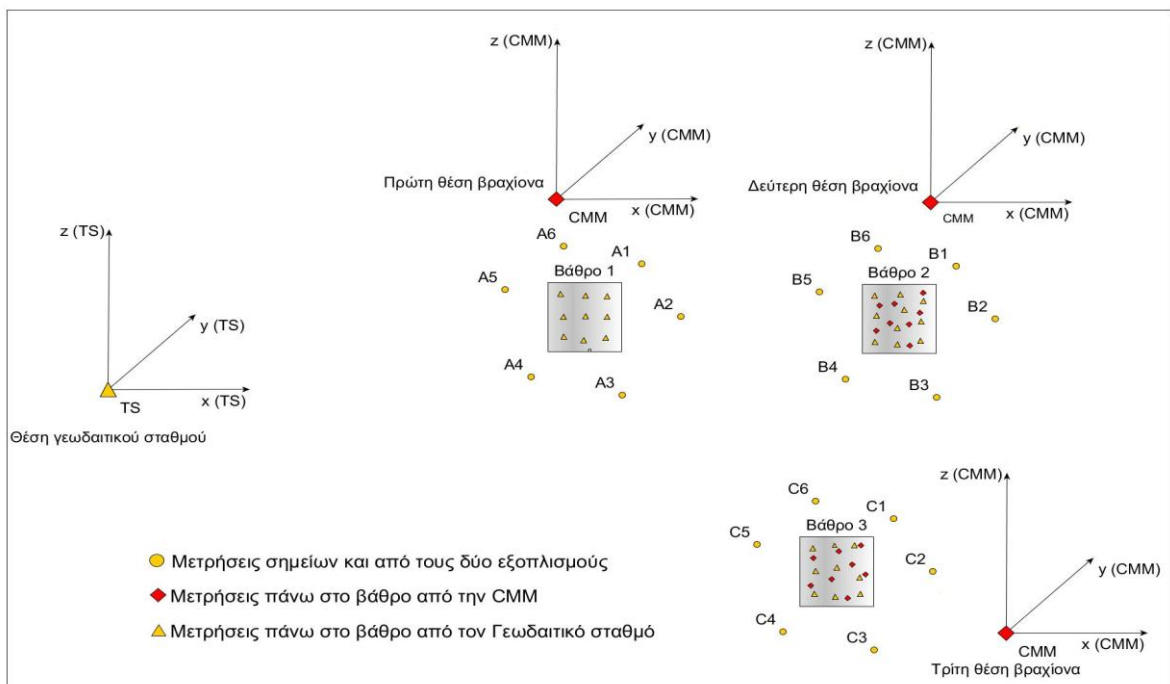 z (CMM)
y (CMM)
Πρώτη θέση βραχίονα
CMM
x (CMM)
z (CMM)
y (CMM)
Δεύτερη θέση βραχίονα
CMM
x (CMM)
z (TS)
y (TS)
TS
x (TS)
Θέση γεωδαιτικού σταθμού
A6
A1
Βάθρο 1
A5
A2
A4
A3
B6
B1
Βάθρο 2
B5
B2
B4
B3
C6
C1
Βάθρο 3
C5
C2
C4
C3
z (CMM)
y (CMM)
CMM
x (CMM)
Τρίτη θέση βραχίονα
Μετρήσεις σημείων και από τους δύο εξοπλισμούς
Μετρήσεις πάνω στο βάθρο από την CMM
Μετρήσεις πάνω στο βάθρο από τον Γεωδαιτικό σταθμό